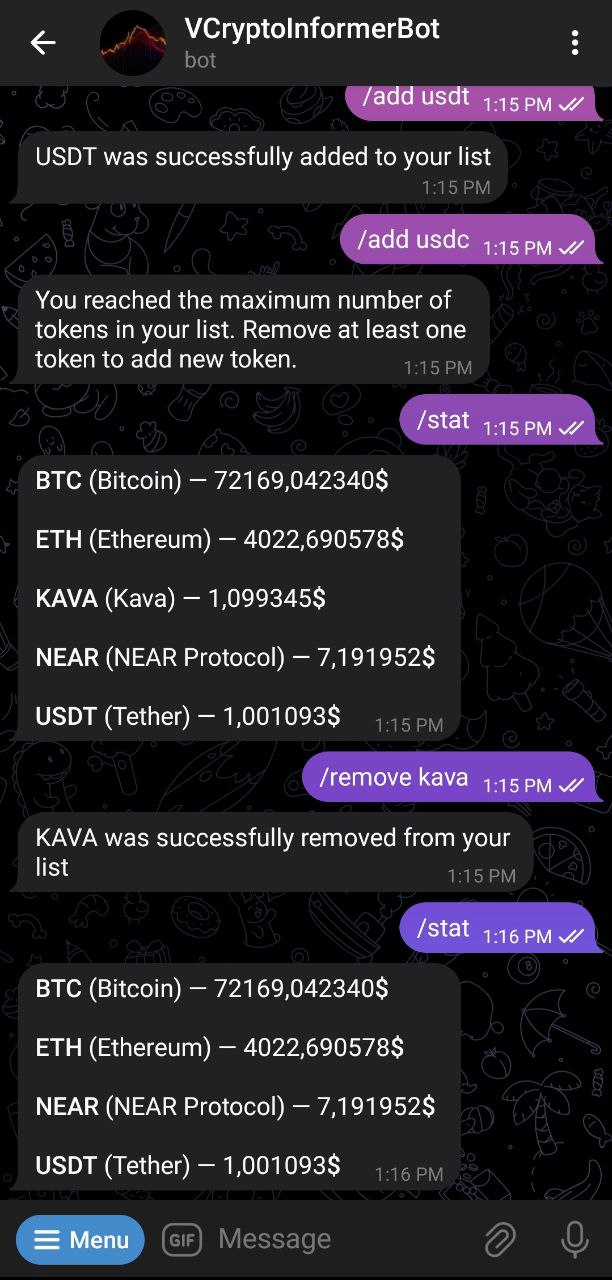 VCryptoInformerBot
bot
/add usdt 1:15 PM
USDT was successfully added to your list
1:15 PM
/add usdc 1:15 PM
You reached the maximum number of
tokens in your list. Remove at least one
token to add new token. 1:15 PM
/stat 1:15 PM
BTC (Bitcoin) — 72169,042340$
ETH (Ethereum) — 4022,690578$
KAVA (Kava) — 1,099345$
NEAR (NEAR Protocol) — 7,191952$
USDT (Tether) — 1,001093$ 1:15 PM
/remove kava 1:15 PM
KAVA was successfully removed from your
list 1:15 PM
/stat 1:16 PM
BTC (Bitcoin) — 72169,042340$
ETH (Ethereum) — 4022,690578$
NEAR (NEAR Protocol) — 7,191952$
USDT (Tether) — 1,001093$ 1:16 PM
Menu GIF Message